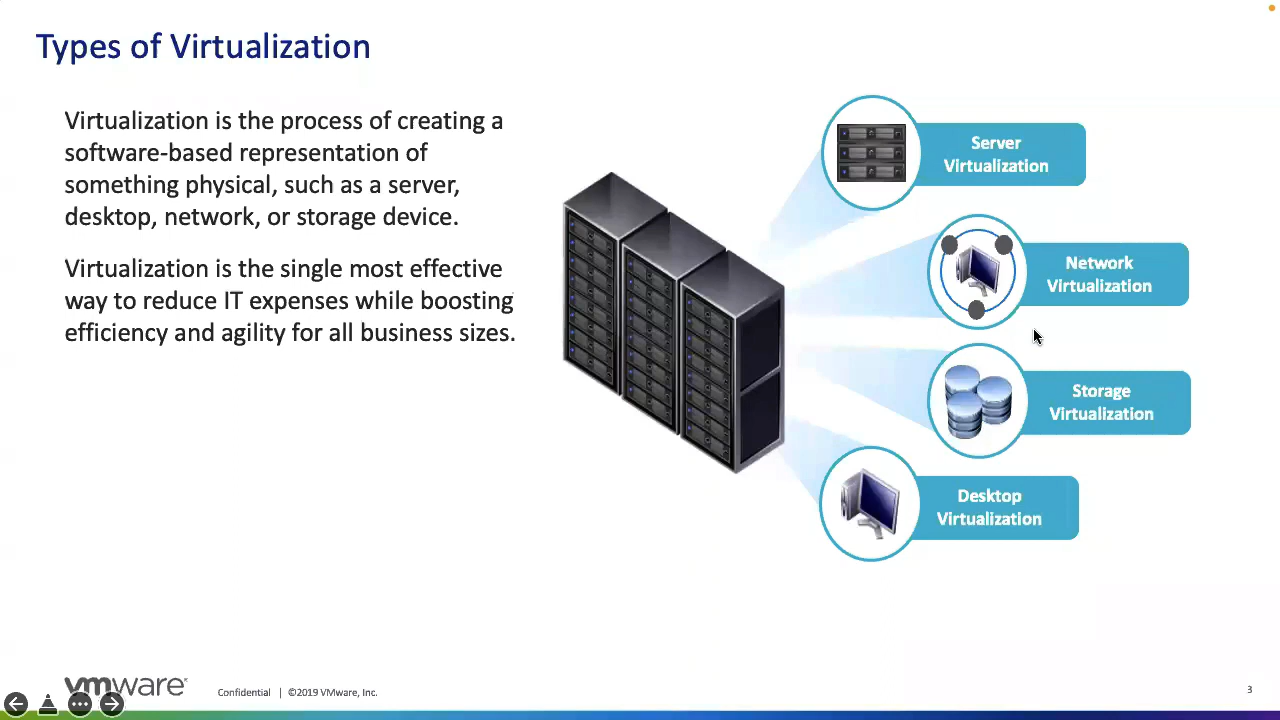 Types of Virtualization
Virtualization is the process of creating a
software-based representation of
something physical, such as a server,
desktop, network, or storage device.
Virtualization is the single most effective
way to reduce IT expenses while boosting
efficiency and agility for all business sizes.
Server
Virtualization
Network
Virtualization
Storage
Virtualization
Desktop
Virtualization
vmware®
Confidential | ©2019 VMware, Inc.
3